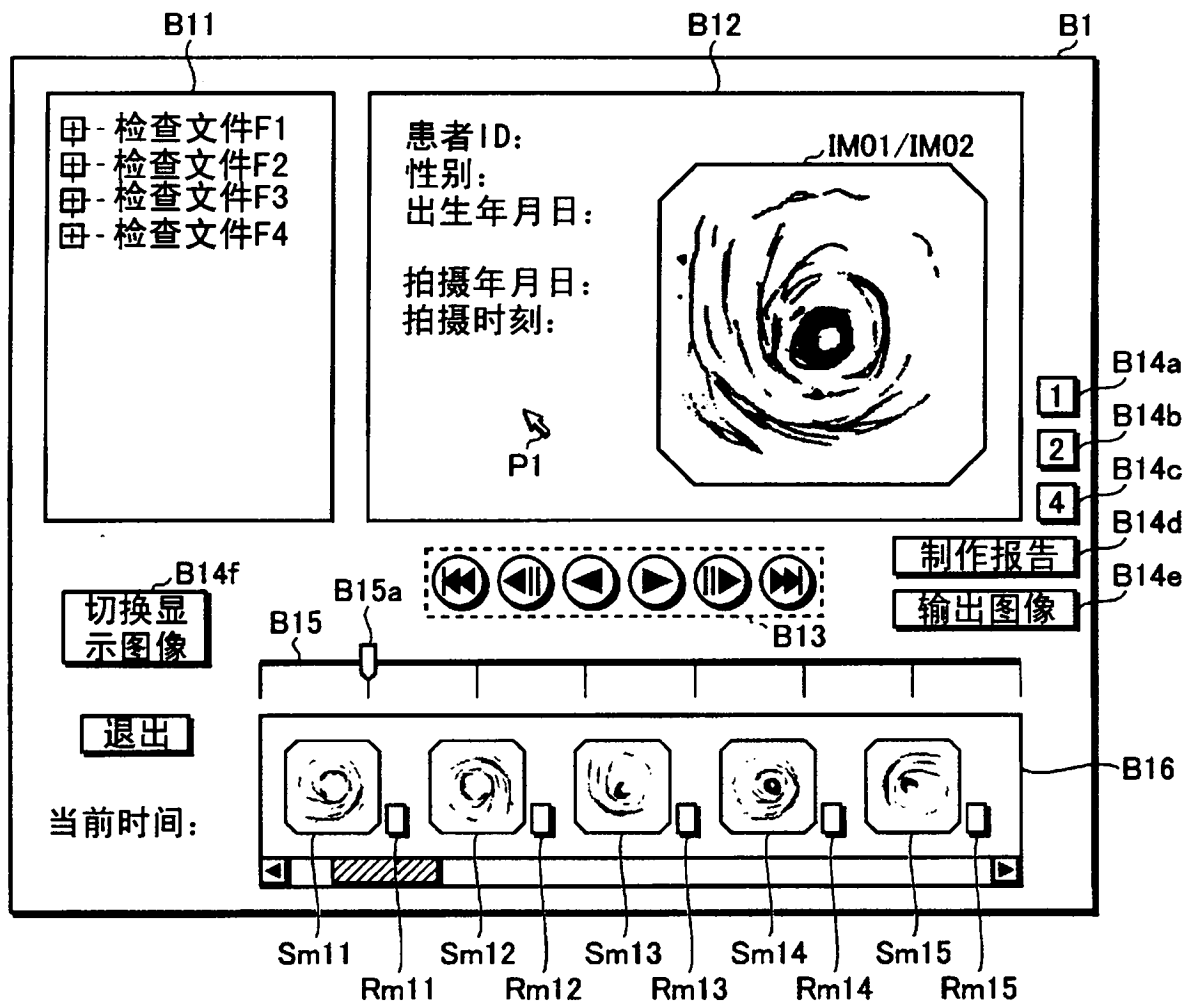 B11
B12
B1
检查文件F1
检查文件F2
检查文件F3
检查文件F4
患者ID：
性别：
出生年月日：
拍摄年月日：
拍摄时刻：
IM01/IM02
P1
1
B14a
2
B14b
4
B14c
制作报告
B14d
输出图像
B14e
B13
B14f
切换显
示图像
B15a
B15
退出
当前时间：
B16
Sm11
Sm12
Sm13
Sm14
Sm15
Rm11
Rm12
Rm13
Rm14
Rm15